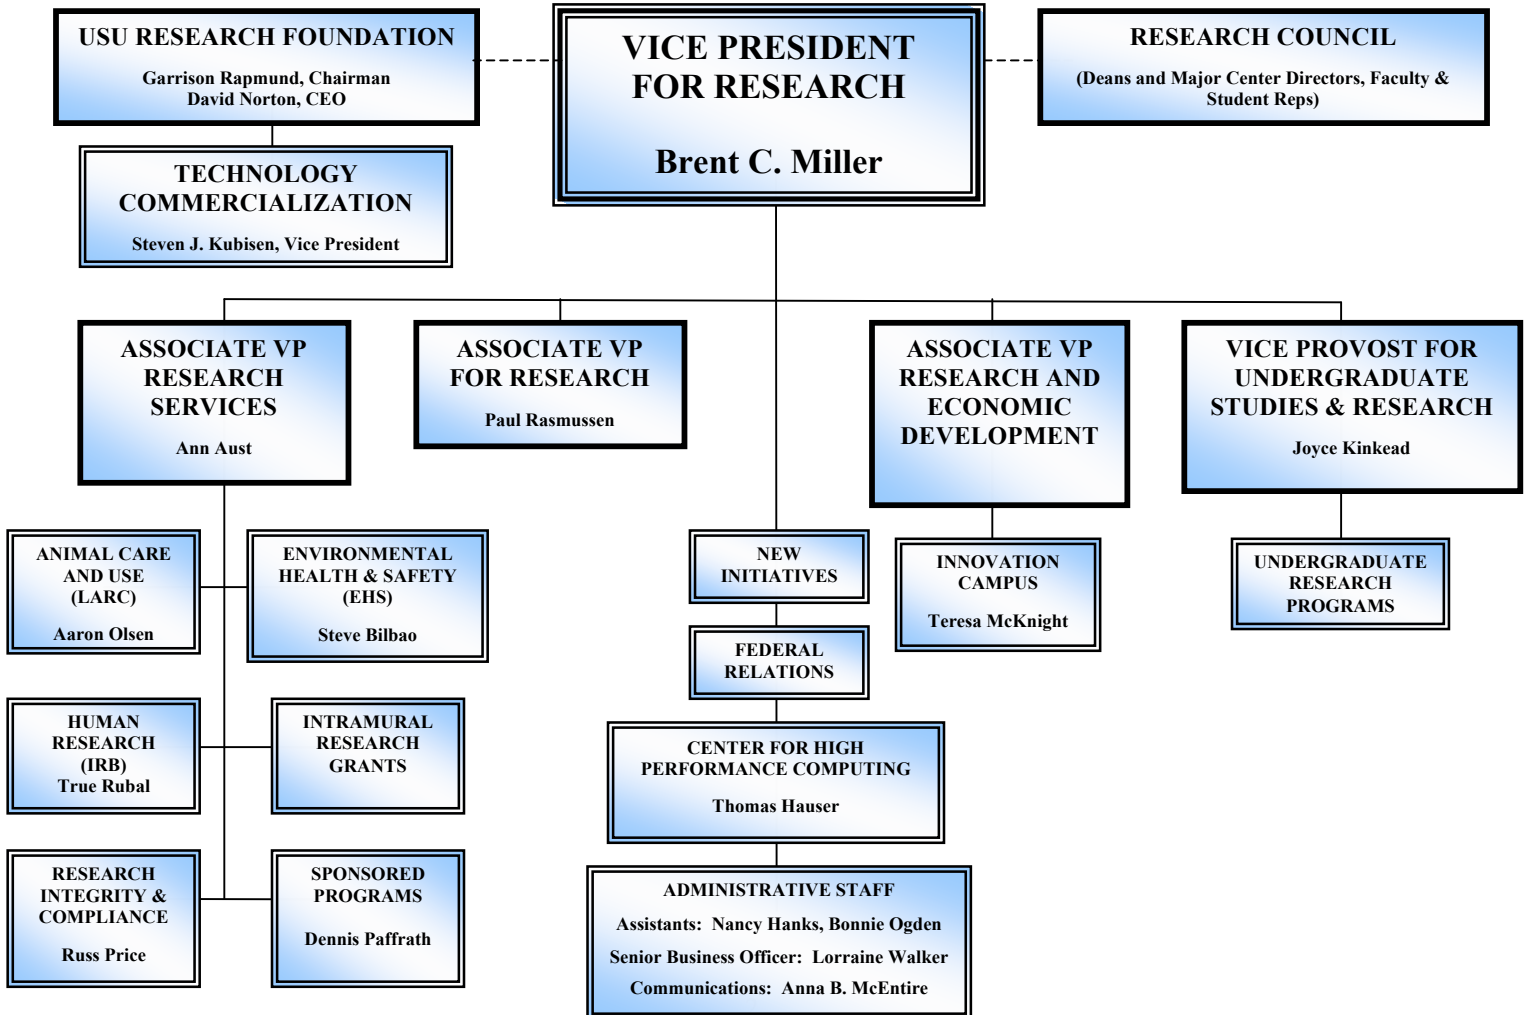 USU RESEARCH FOUNDATION
Garrison Rapmund, Chairman
David Norton, CEO
VICE PRESIDENT
FOR RESEARCH
Brent C. Miller
RESEARCH COUNCIL
(Deans and Major Center Directors, Faculty &
Student Reps)
TECHNOLOGY
COMMERCIALIZATION
Steven J. Kubisen, Vice President
ASSOCIATE VP
RESEARCH
SERVICES
Ann Aust
ASSOCIATE VP
FOR RESEARCH
Paul Rasmussen
ASSOCIATE VP
RESEARCH AND
ECONOMIC
DEVELOPMENT
VICE PROVOST FOR
UNDERGRADUATE
STUDIES & RESEARCH
Joyce Kinkead
ANIMAL CARE
AND USE
(LARC)
Aaron Olsen
ENVIRONMENTAL
HEALTH & SAFETY
(EHS)
Steve Bilbao
NEW
INITIATIVES
INNOVATION
CAMPUS
Teresa McKnight
UNDERGRADUATE
RESEARCH
PROGRAMS
FEDERAL
RELATIONS
HUMAN
RESEARCH
(IRB)
True Rubal
INTRAMURAL
RESEARCH
GRANTS
CENTER FOR HIGH
PERFORMANCE COMPUTING
Thomas Hauser
RESEARCH
INTEGRITY &
COMPLIANCE
Russ Price
SPONSORED
PROGRAMS
Dennis Paffrath
ADMINISTRATIVE STAFF
Assistants: Nancy Hanks, Bonnie Ogden
Senior Business Officer: Lorraine Walker
Communications: Anna B. McEntire